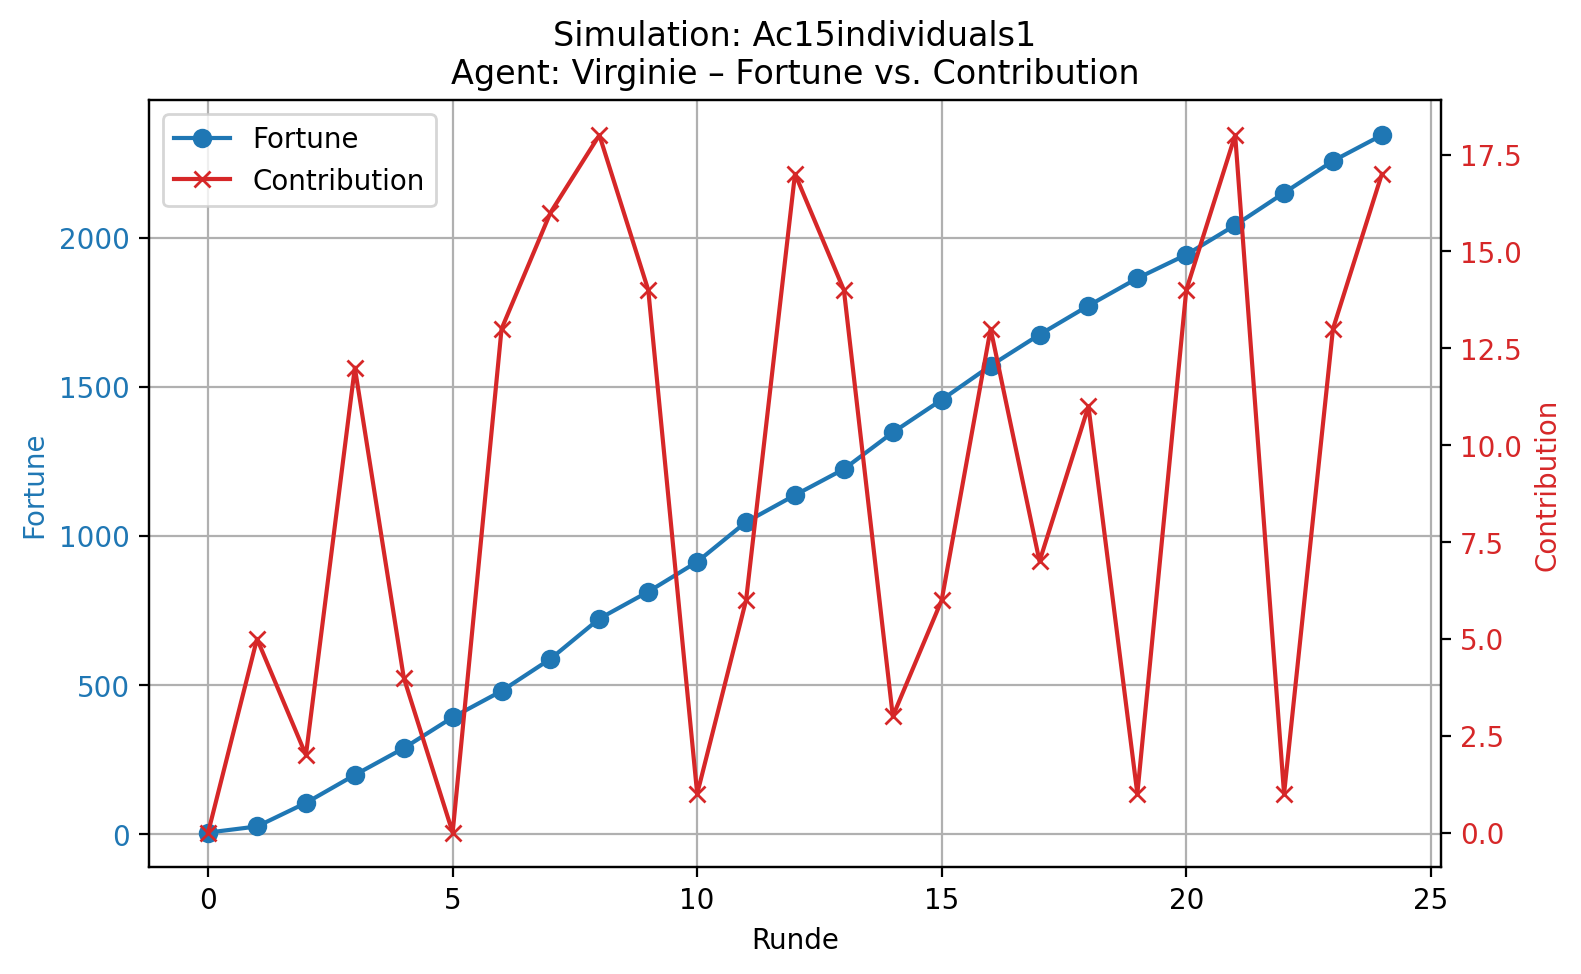 Simulation: Ac15individuals1
Agent: Virginie – Fortune vs. Contribution
Fortune
Contribution
2000
1500
1000
500
0
Fortune
17.5
15.0
12.5
10.0
7.5
5.0
2.5
0.0
Contribution
0 5 10 15 20 25
Runde